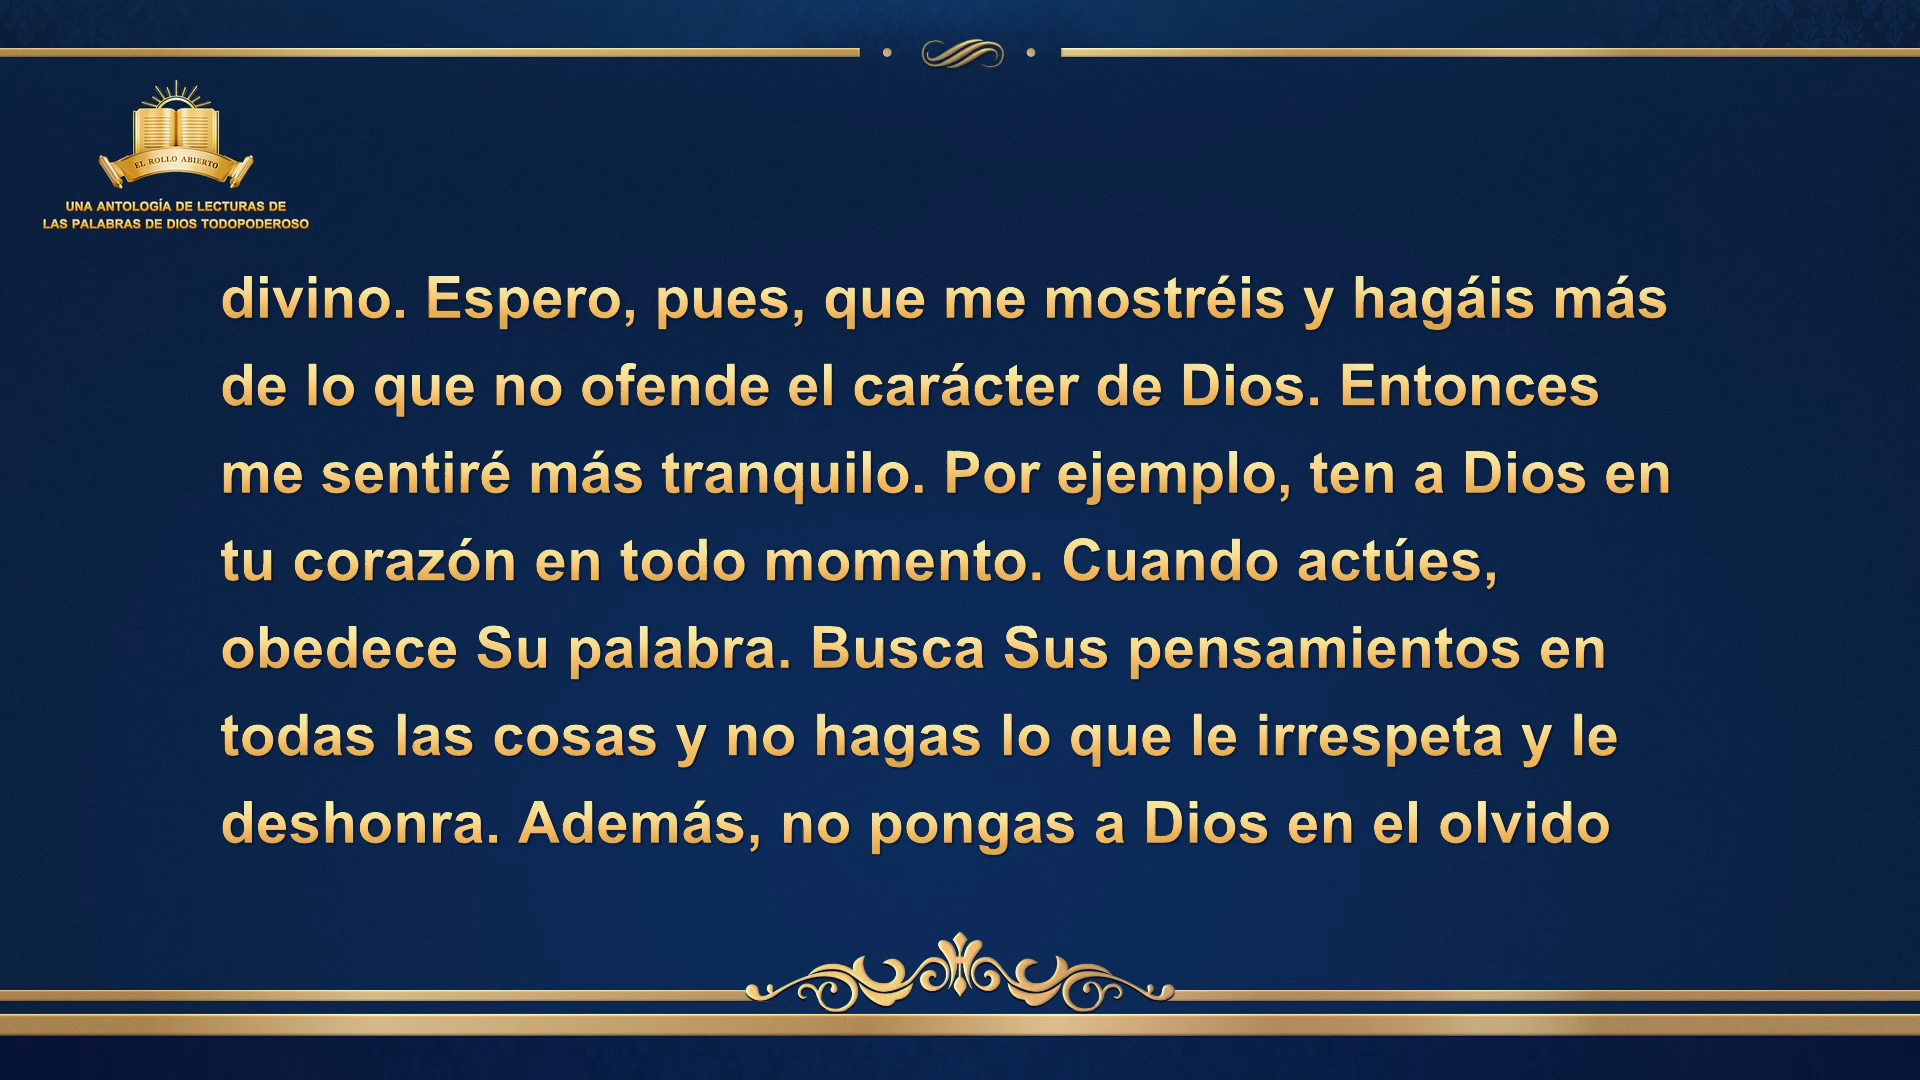 EL ROLLO ABIERTO
UNA ANTOLOGÍA DE LECTURAS DE
LAS PALABRAS DE DIOS TODOPODEROSO
divino. Espero, pues, que me mostréis y hagáis más
de lo que no ofende el carácter de Dios. Entonces
me sentiré más tranquilo. Por ejemplo, ten a Dios en
tu corazón en todo momento. Cuando actúes,
obedece Su palabra. Busca Sus pensamientos en
todas las cosas y no hagas lo que le irrespeta y le
deshonra. Además, no pongas a Dios en el olvido